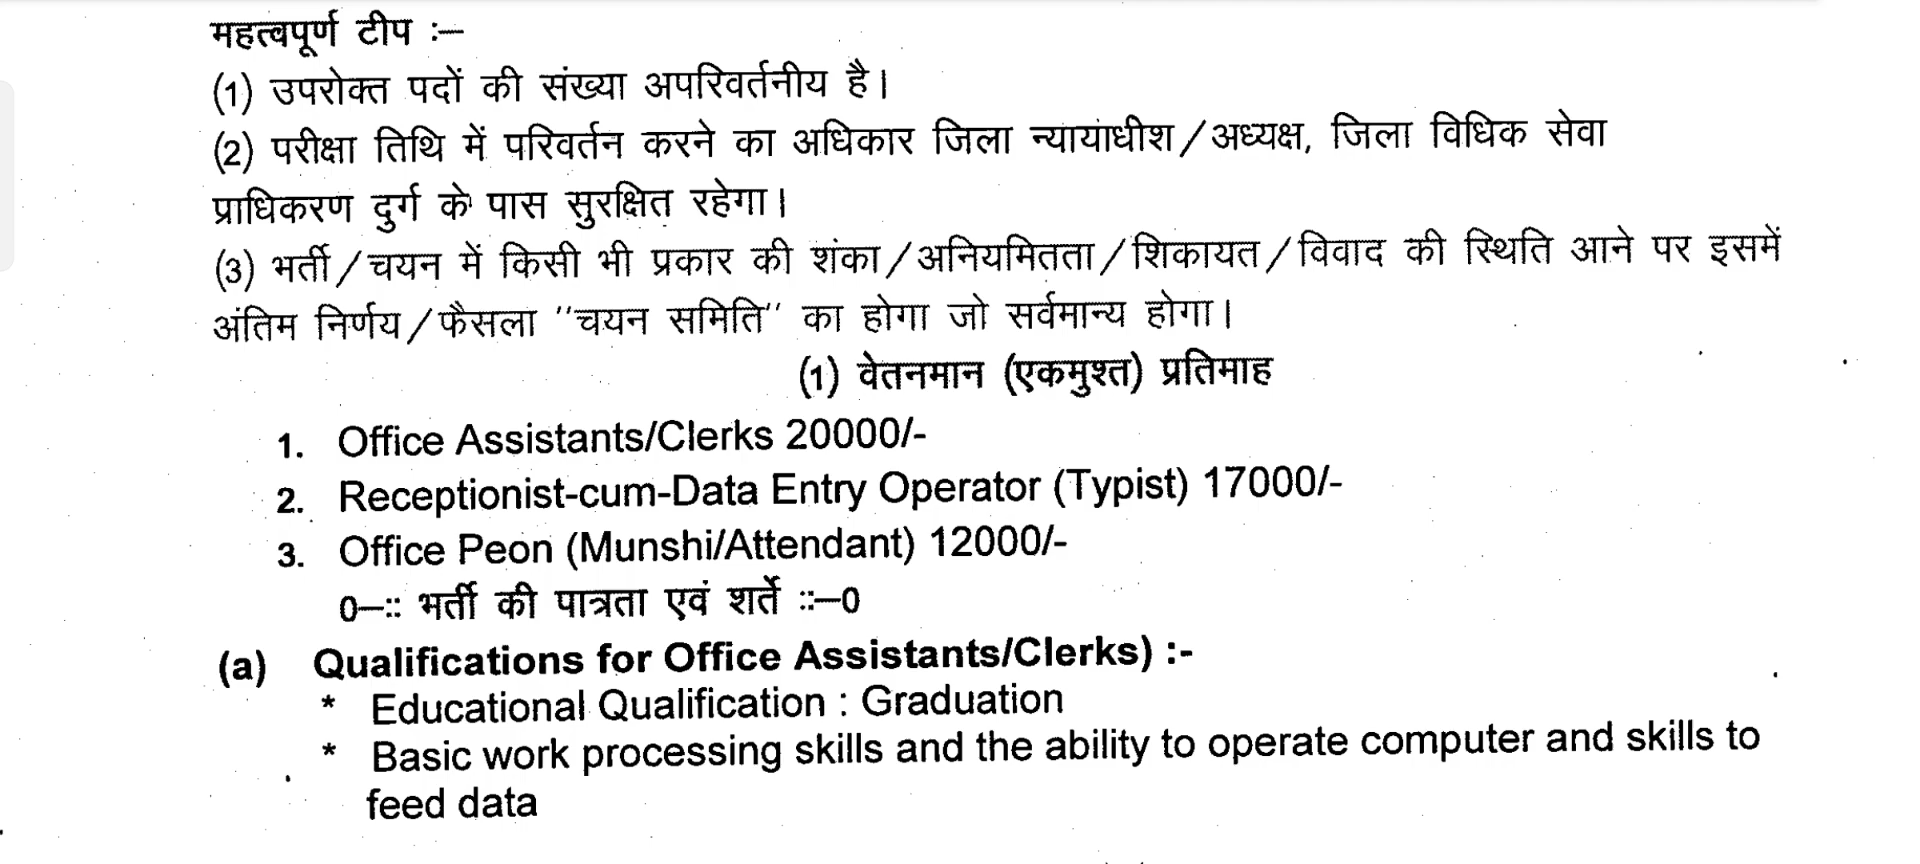 महत्वपूर्ण टीप :–
(1) उपरोक्त पदों की संख्या अपरिवर्तनीय है।
(2) परीक्षा तिथि में परिवर्तन करने का अधिकार जिला न्यायाधीश/अध्यक्ष, जिला विधिक सेवा
प्राधिकरण दुर्ग के पास सुरक्षित रहेगा।
(3) भर्ती/चयन में किसी भी प्रकार की शंका/अनियमितता/शिकायत/विवाद की स्थिति आने पर इसमें
अंतिम निर्णय/फैसला ''चयन समिति'' का होगा जो सर्वमान्य होगा।
(1) वेतनमान (एकमुश्त) प्रतिमाह
1. Office Assistants/Clerks 20000/-
2. Receptionist-cum-Data Entry Operator (Typist) 17000/-
3. Office Peon (Munshi/Attendant) 12000/-
0–:: भर्ती की पात्रता एवं शर्ते ::–0
(a) Qualifications for Office Assistants/Clerks) :-
* Educational Qualification : Graduation
* Basic work processing skills and the ability to operate computer and skills to
feed data